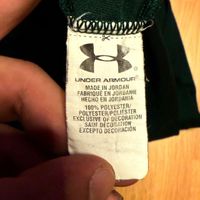 UNDER ARMOUR
MADE IN JORDAN
FABRIQUÉ EN JORDANIE
HECHO EN JORDANIA
100% POLYESTER/
POLYESTER/POLIÉSTER
EXCLUSIVE OF DECORATION
SAUF DÉCORATION
EXCEPTO DECORACIÓN